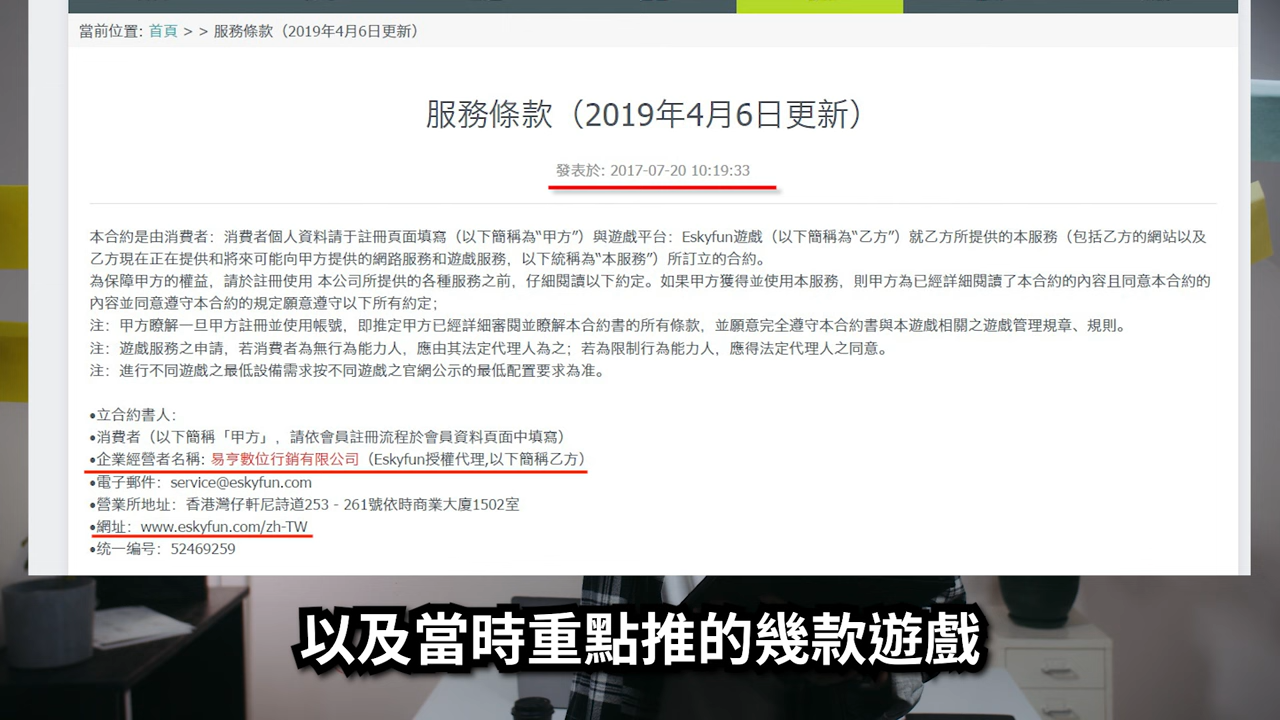 當前位置: 首頁 > > 服務條款（2019年4月6日更新）
服務條款（2019年4月6日更新）
發表於: 2017-07-20 10:19:33
本合約是由消費者：消費者個人資料請于註冊頁面填寫（以下簡稱為“甲方”）與遊戲平台：Eskyfun遊戲（以下簡稱為“乙方”）就乙方所提供的本服務（包括乙方的網站以及
乙方現在正在提供和將來可能向甲方提供的網路服務和遊戲服務，以下統稱為“本服務”）所訂立的合約。
為保障甲方的權益，請於註冊使用 本公司所提供的各種服務之前，仔細閱讀以下約定。如果甲方獲得並使用本服務，則甲方為已經詳細閱讀了本合約的內容且同意本合約的
內容並同意遵守本合約的規定願意遵守以下所有約定；
注：甲方瞭解一旦甲方註冊並使用帳號，即推定甲方已經詳細審閱並瞭解本合約書的所有條款，並願意完全遵守本合約書與本遊戲相關之遊戲管理規章、規則。
注：遊戲服務之申請，若消費者為無行為能力人，應由其法定代理人為之；若為限制行為能力人，應得法定代理人之同意。
注：進行不同遊戲之最低設備需求按不同遊戲之官網公示的最低配置要求為准。
•立合約書人：
•消費者（以下簡稱「甲方」，請依會員註冊流程於會員資料頁面中填寫）
•企業經營者名稱: 易亨數位行銷有限公司（Eskyfun授權代理,以下簡稱乙方）
•電子郵件：service@eskyfun.com
•營業所地址：香港灣仔軒尼詩道253－261號依時商業大廈1502室
•網址：www.eskyfun.com/zh-TW
•统一编号：52469259
以及當時重點推的幾款遊戲